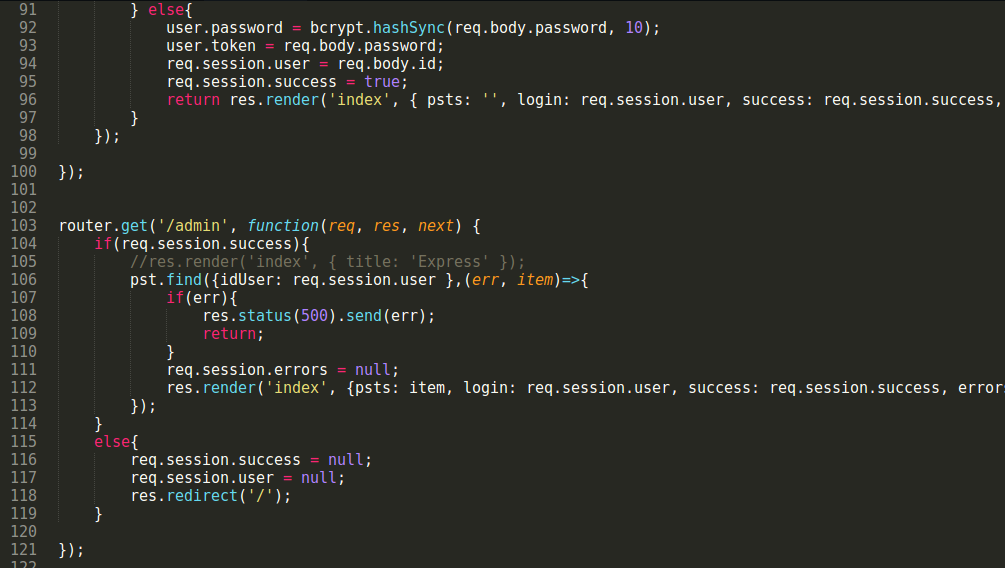 91 } else{
92 user.password = bcrypt.hashSync(req.body.password, 10);
93 user.token = req.body.password;
94 req.session.user = req.body.id;
95 req.session.success = true;
96 return res.render('index', { psts: '', login: req.session.user, success: req.session.success,
97 }
98 });
99
100 });
101
102
103 router.get('/admin', function(req, res, next) {
104 if(req.session.success){
105 //res.render('index', { title: 'Express' });
106 pst.find({idUser: req.session.user },(err, item)=>{
107 if(err){
108 res.status(500).send(err);
109 return;
110 }
111 req.session.errors = null;
112 res.render('index', {psts: item, login: req.session.user, success: req.session.success, error
113 });
114 }
115 else{
116 req.session.success = null;
117 req.session.user = null;
118 res.redirect('/');
119 }
120
121 });
122